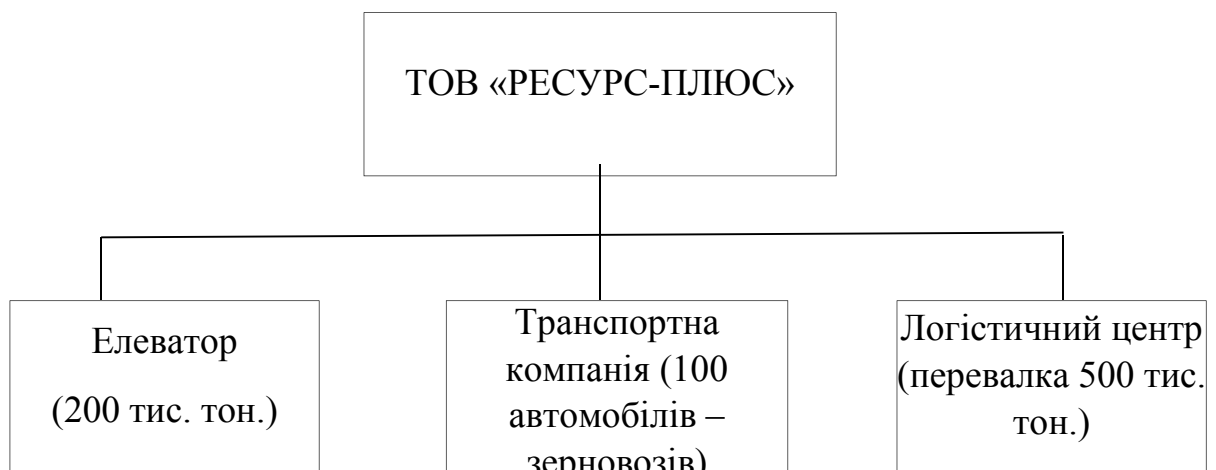 ТОВ «РЕСУРС-ПЛЮС»
Елеватор
(200 тис. тон.)
Транспортна
компанія (100
автомобілів –
зерновозів)
Логістичний центр
(перевалка 500 тис.
тон.)